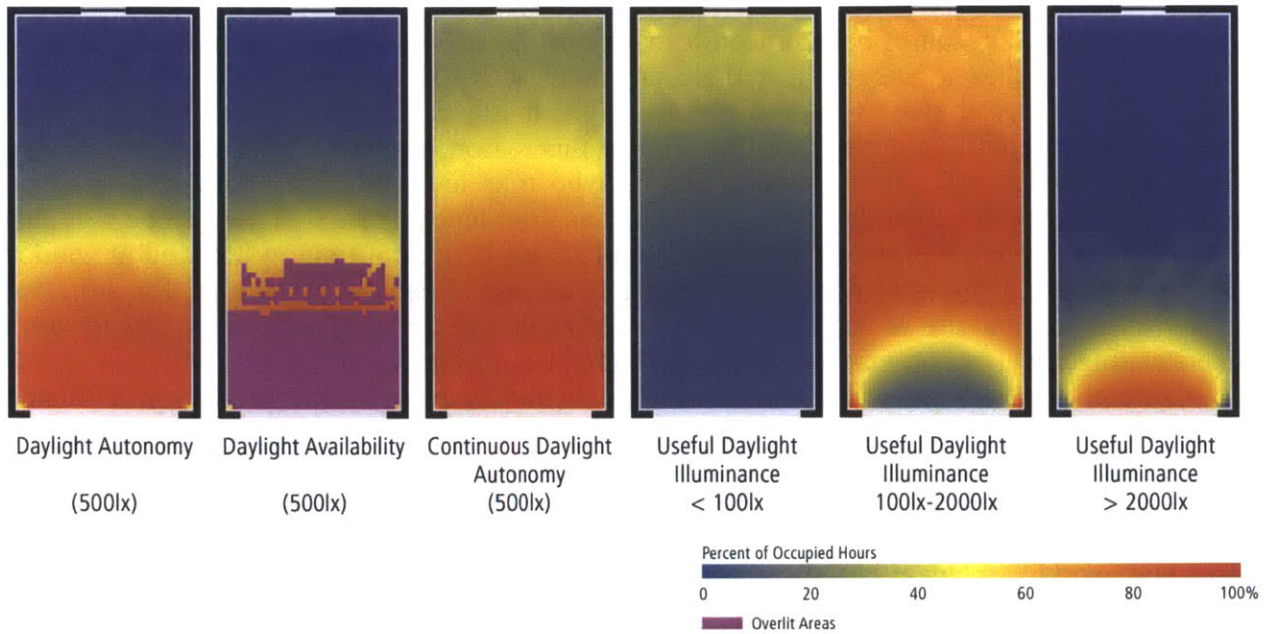 Daylight Autonomy
(500lx)
Daylight Availability
(500lx)
Continuous Daylight
Autonomy
(500lx)
Useful Daylight
Illuminance
< 100lx
Useful Daylight
Illuminance
100lx-2000lx
Useful Daylight
Illuminance
> 2000lx
Percent of Occupied Hours
0 20 40 60 80 100%
Overlit Areas